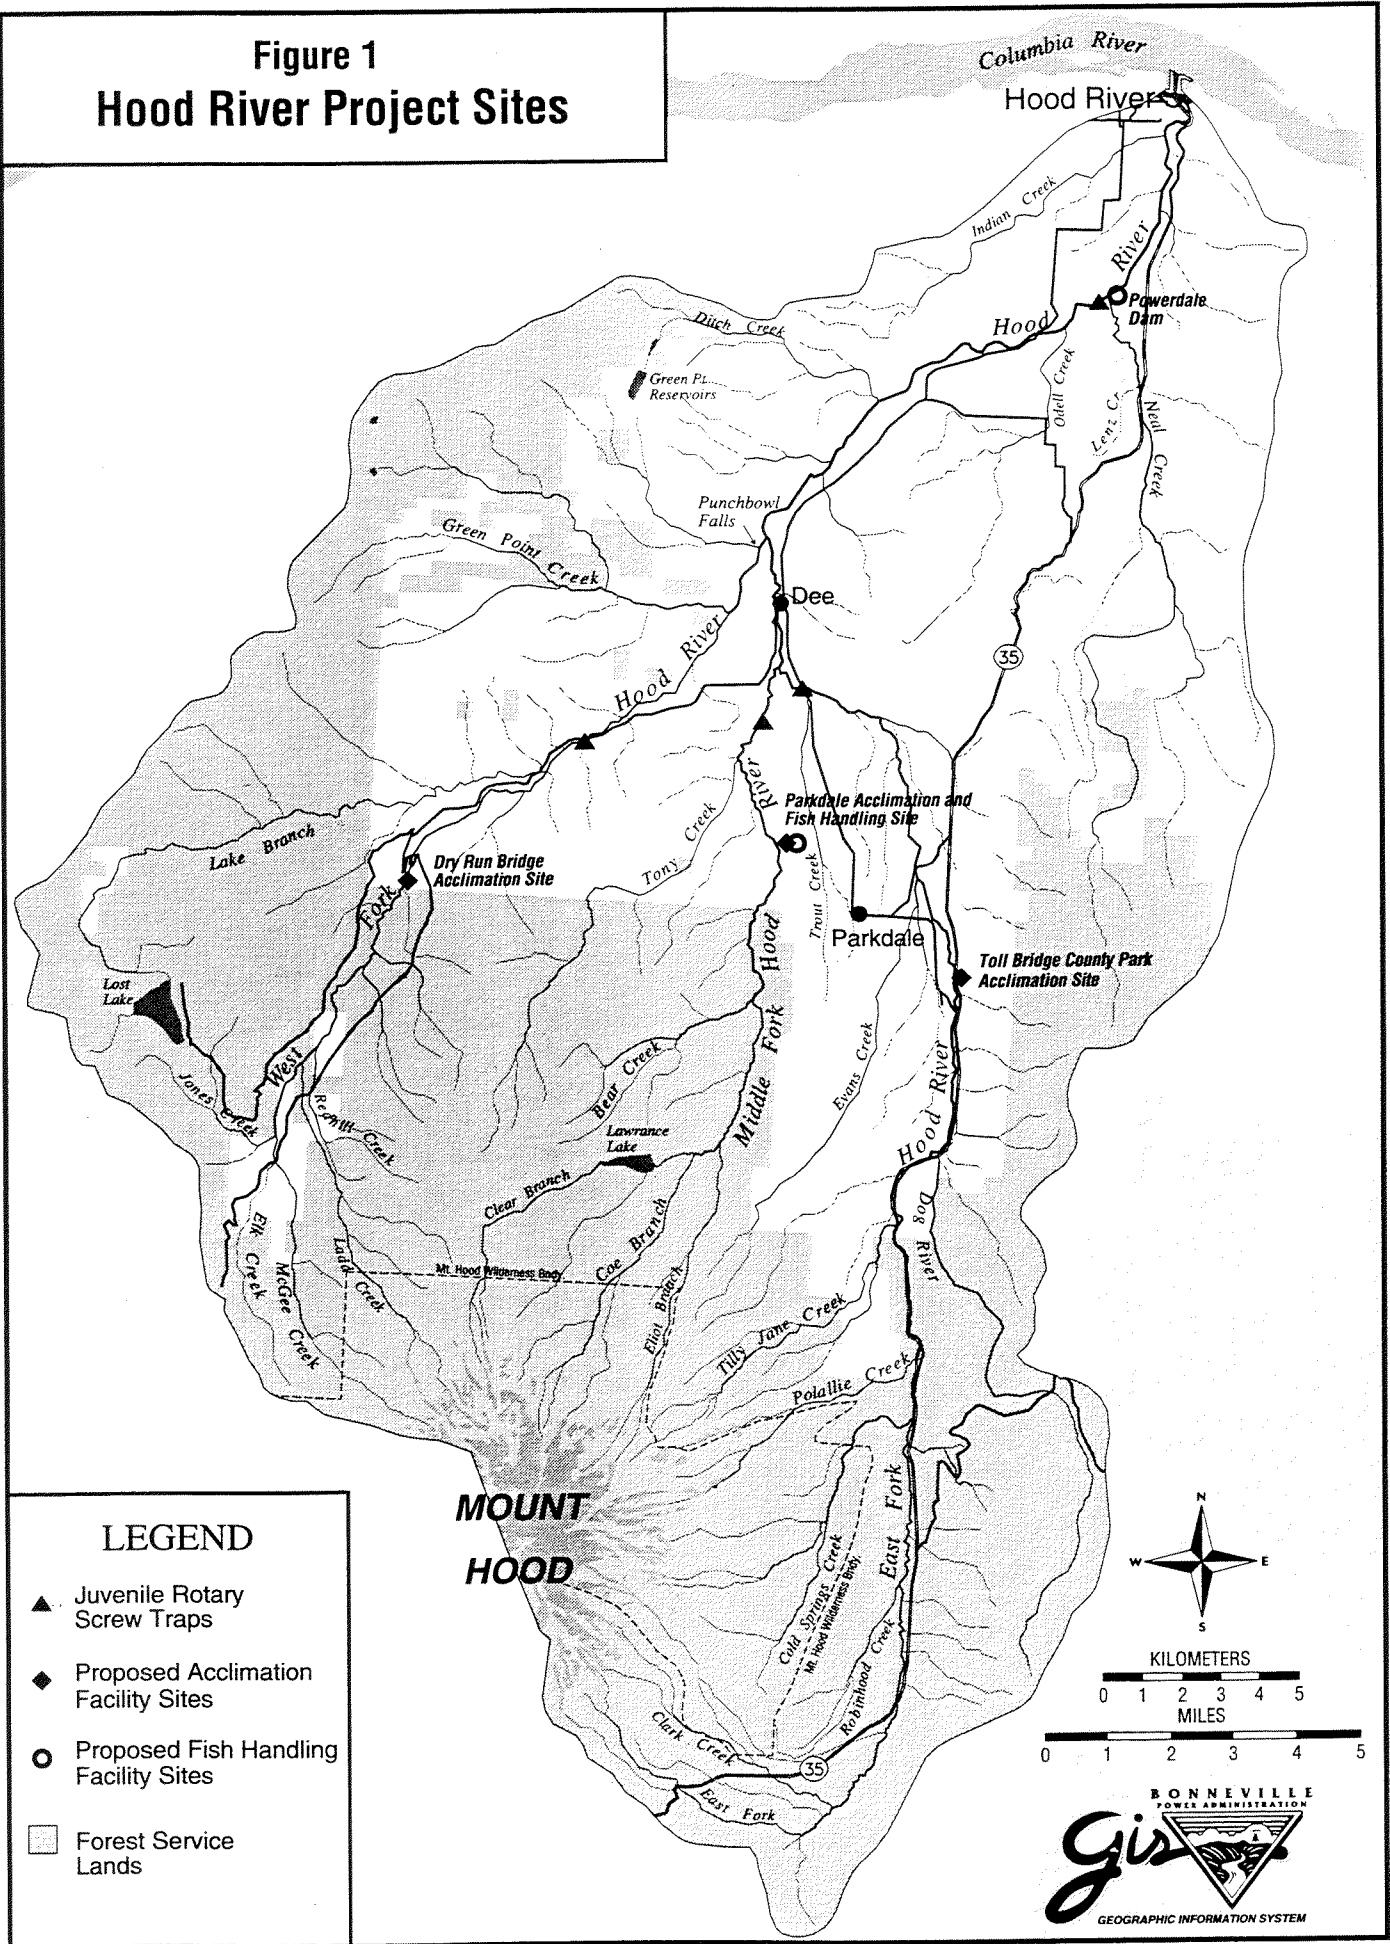 Figure 1
Hood River Project Sites
Columbia River
Hood River
Indian Creek
River
Powerdale
Dam
Hood
Ditch Creek
Green Pt.
Reservoirs
Odell Creek
Lenz Cr.
Neal Creek
Punchbowl
Falls
Green Point Creek
Dee
35
Hood River
River
Parkdale Acclimation and
Fish Handling Site
Tony Creek
Lake Branch
Dry Run Bridge
Acclimation Site
Fork
Trout Creek
Parkdale
Hood
Toll Bridge County Park
Acclimation Site
Lost
Lake
West
Fork
Bear Creek
Evans Creek
Hood River
Jones Creek
Middle
Lawrance
Lake
Clear Branch
Coe Branch
Dog River
Elk Creek
McGee Creek
Ladd Creek
Mt. Hood Wilderness Bndy.
Eliot Branch
Tilly Jane Creek
Polallie Creek
MOUNT
HOOD
East Fork
Cold Springs Creek
Mt. Hood Wilderness Bndy.
Robinhood Creek
Clark Creek
35
East Fork
LEGEND
Juvenile Rotary
Screw Traps
Proposed Acclimation
Facility Sites
Proposed Fish Handling
Facility Sites
Forest Service
Lands
N
W E
S
KILOMETERS
0 1 2 3 4 5
MILES
0 1 2 3 4 5
BONNEVILLE
POWER ADMINISTRATION
gis
GEOGRAPHIC INFORMATION SYSTEM